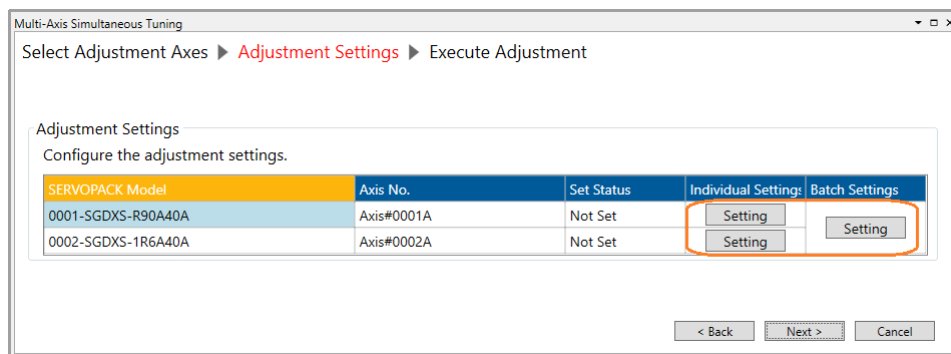 Multi-Axis Simultaneous Tuning
Select Adjustment Axes ▶ Adjustment Settings ▶ Execute Adjustment
Adjustment Settings
Configure the adjustment settings.
SERVOPACK Model Axis No. Set Status Individual Settings Batch Settings
0001-SGDXS-R90A40A Axis#0001A Not Set Setting Setting
0002-SGDXS-1R6A40A Axis#0002A Not Set Setting
< Back Next > Cancel